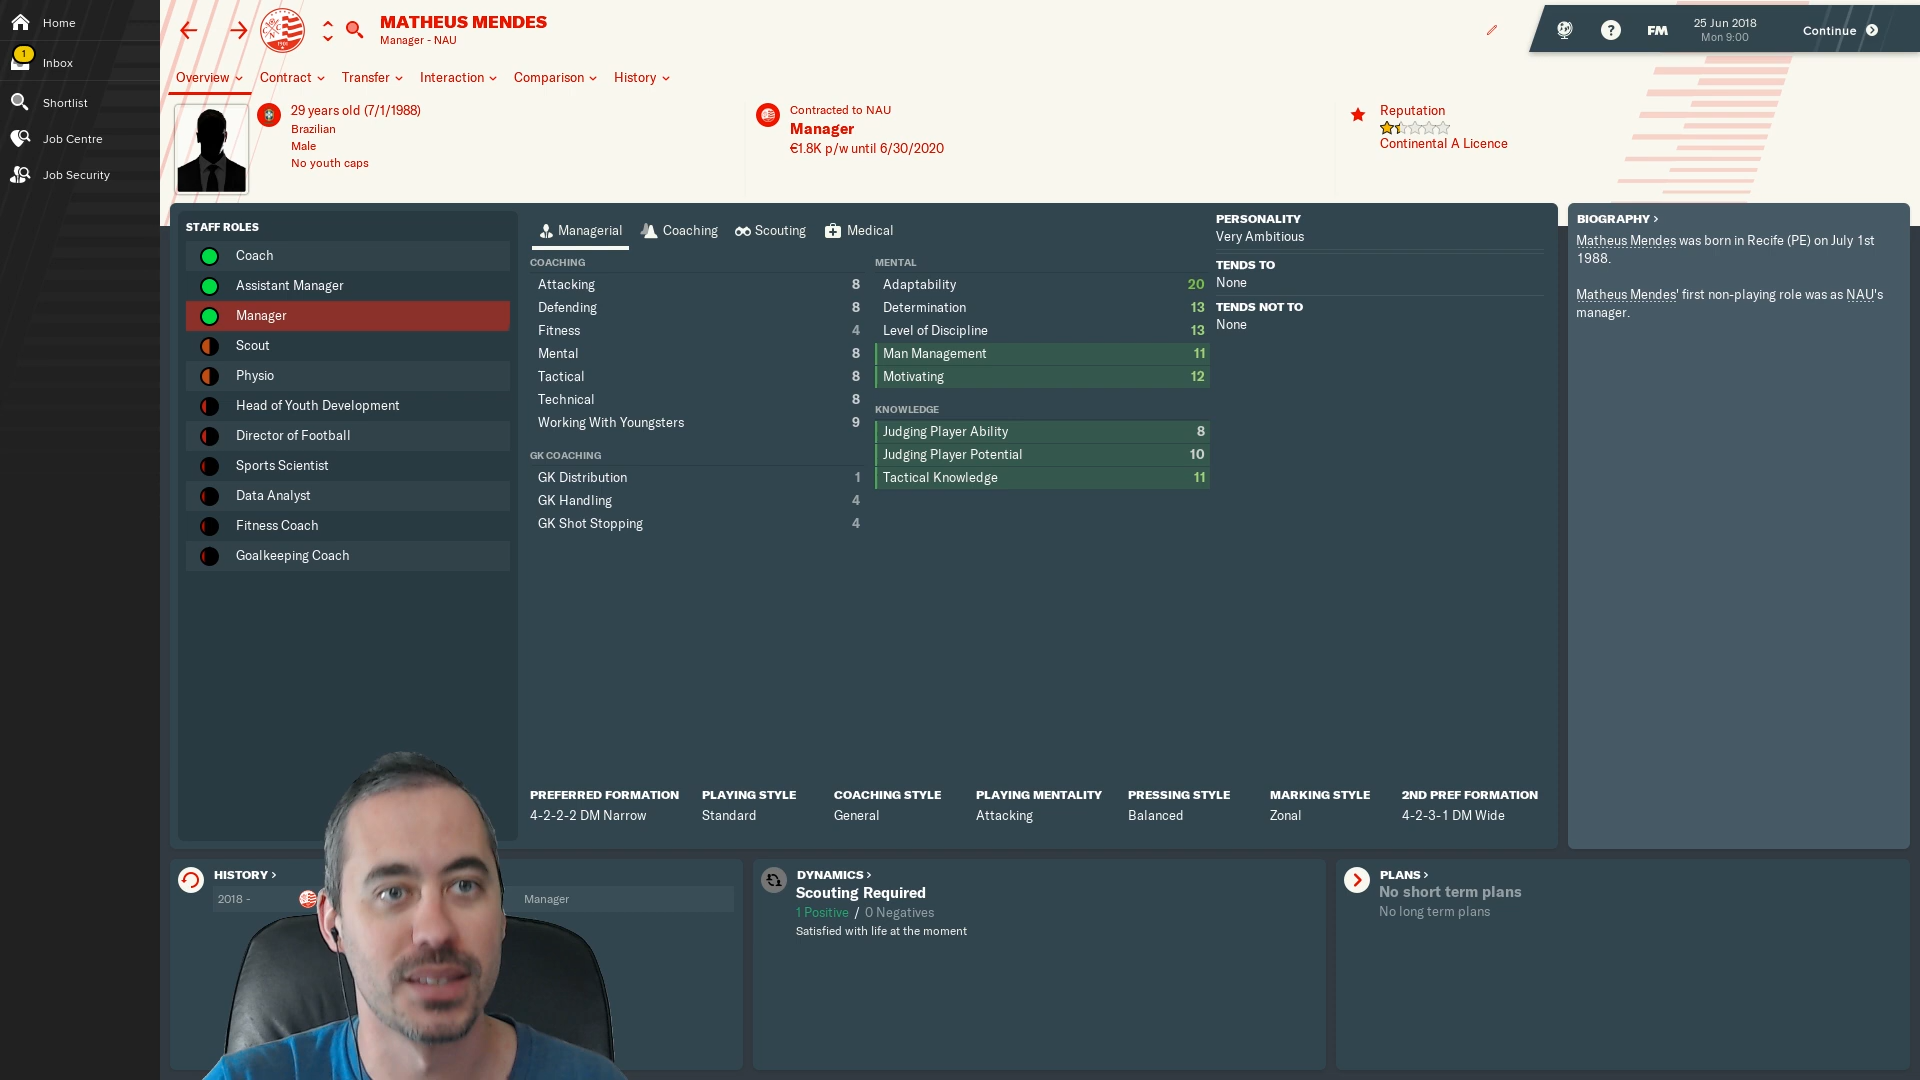 Home
1
Inbox
Shortlist
Job Centre
Job Security
MATHEUS MENDES
Manager - NAU
FM
25 Jun 2018
Mon 9:00
Continue
Overview
Contract
Transfer
Interaction
Comparison
History
29 years old (7/1/1988)
Brazilian
Male
No youth caps
Contracted to NAU
Manager
€1.8K p/w until 6/30/2020
Reputation
Continental A Licence
STAFF ROLES
Coach
Assistant Manager
Manager
Scout
Physio
Head of Youth Development
Director of Football
Sports Scientist
Data Analyst
Fitness Coach
Goalkeeping Coach
Managerial
Coaching
Scouting
Medical
COACHING
Attacking 8
Defending 8
Fitness 4
Mental 8
Tactical 8
Technical 8
Working With Youngsters 9
GK COACHING
GK Distribution 1
GK Handling 4
GK Shot Stopping 4
MENTAL
Adaptability 20
Determination 13
Level of Discipline 13
Man Management 11
Motivating 12
KNOWLEDGE
Judging Player Ability 8
Judging Player Potential 10
Tactical Knowledge 11
PERSONALITY
Very Ambitious
TENDS TO
None
TENDS NOT TO
None
BIOGRAPHY >
Matheus Mendes was born in Recife (PE) on July 1st
1988.
Matheus Mendes' first non-playing role was as NAU's
manager.
PREFERRED FORMATION
4-2-2-2 DM Narrow
PLAYING STYLE
Standard
COACHING STYLE
General
PLAYING MENTALITY
Attacking
PRESSING STYLE
Balanced
MARKING STYLE
Zonal
2ND PREF FORMATION
4-2-3-1 DM Wide
HISTORY >
2018 -
Manager
DYNAMICS >
Scouting Required
1 Positive / 0 Negatives
Satisfied with life at the moment
PLANS >
No short term plans
No long term plans